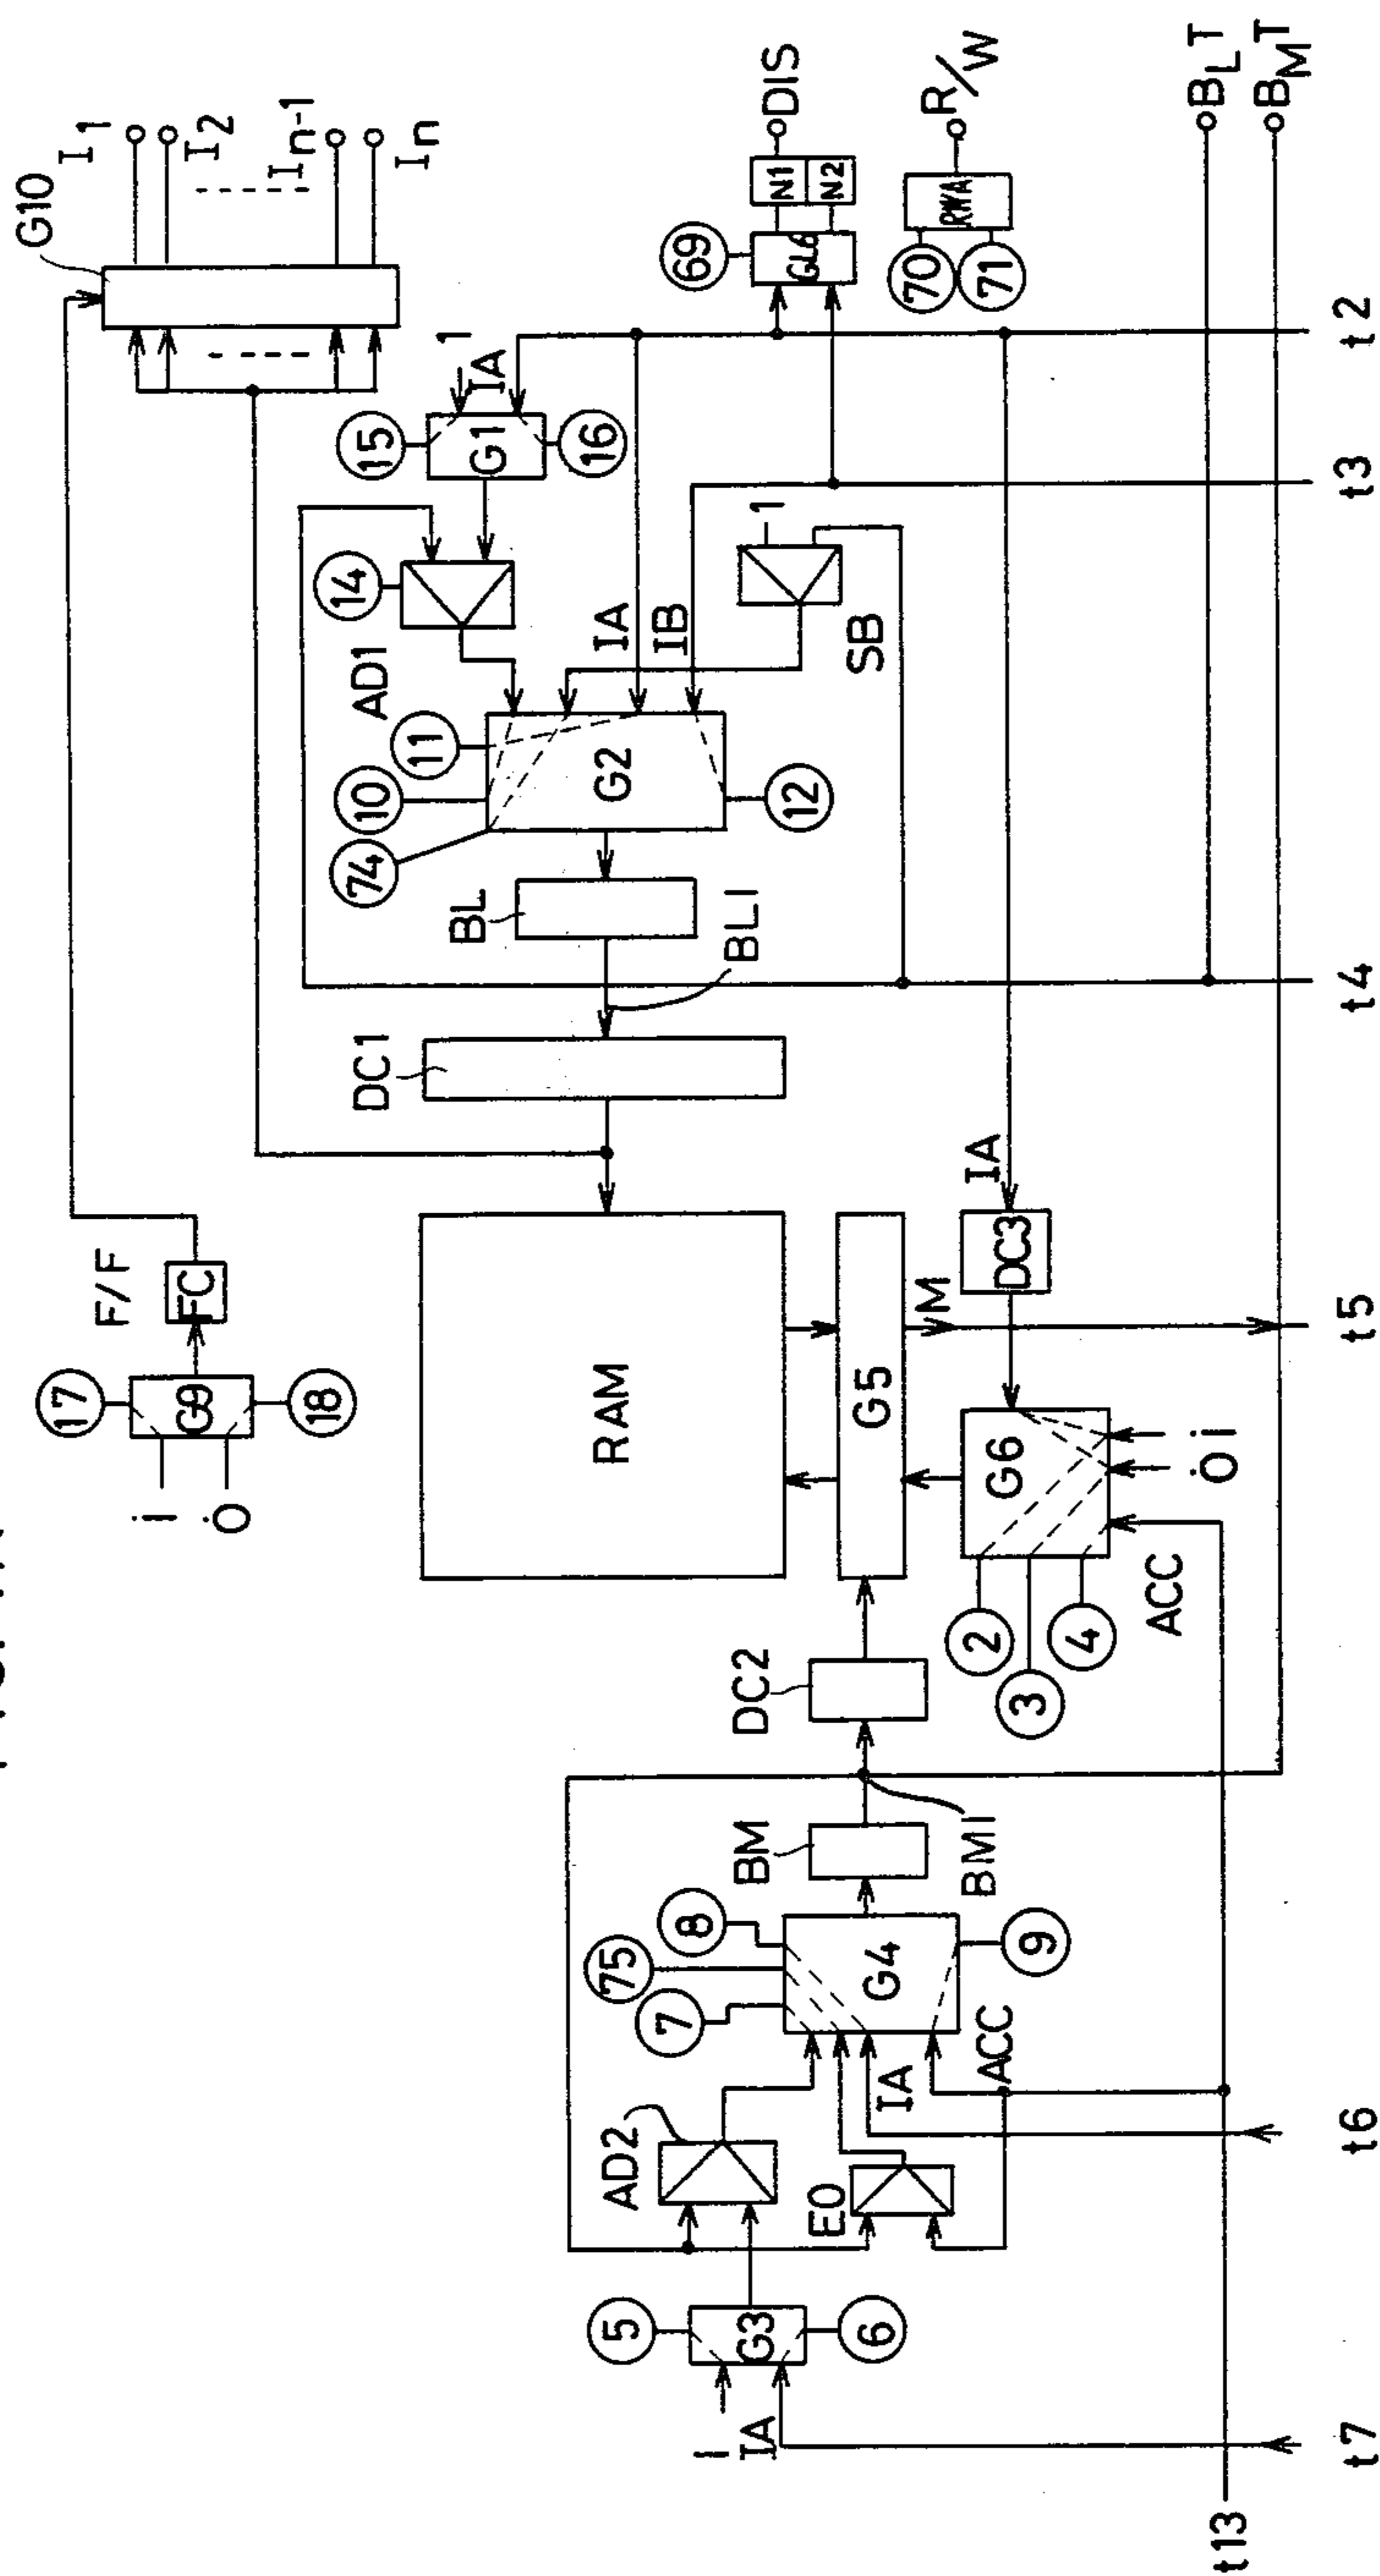 I1
I2
In-1
In
G10
DIS
R/W
BLT
BMT
N1
N2
GL6
69
RWA
70
71
1
IA
15
G1
16
t2
14
AD1
IA
IB
1
SB
t3
11
10
74
G2
12
BL
BLI
t4
DC1
F/F
FC
17
G9
18
i
o
RAM
G5
M
IA
DC3
t5
G6
o
i
2
3
4
ACC
DC2
BM
BMI
8
75
7
G4
9
IA
ACC
AD2
EO
t6
5
G3
6
1
IA
t7
t13